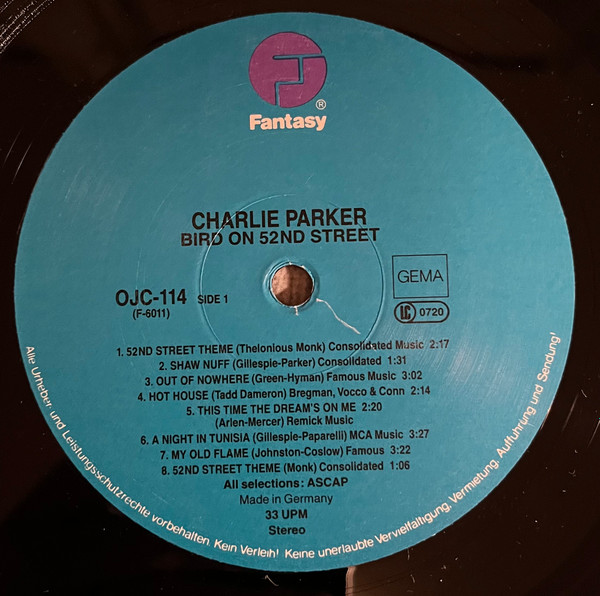 ®
Fantasy
CHARLIE PARKER
BIRD ON 52ND STREET
GEMA
OJC-114 SIDE 1
(F-6011)
LC 0720
1. 52ND STREET THEME (Thelonious Monk) Consolidated Music 2:17
2. SHAW NUFF (Gillespie-Parker) Consolidated 1:31
3. OUT OF NOWHERE (Green-Hyman) Famous Music 3:02
4. HOT HOUSE (Tadd Dameron) Bregman, Vocco & Conn 2:14
5. THIS TIME THE DREAM'S ON ME 2:20
(Arlen-Mercer) Remick Music
6. A NIGHT IN TUNISIA (Gillespie-Paparelli) MCA Music 3:27
7. MY OLD FLAME (Johnston-Coslow) Famous 3:22
8. 52ND STREET THEME (Monk) Consolidated 1:06
All selections: ASCAP
Made in Germany
33 UPM
Stereo
Alle Urheber- und Leistungsschutzrechte vorbehalten. Kein Verleih! Keine unerlaubte Vervielfältigung, Vermietung, Aufführung und Sendung!